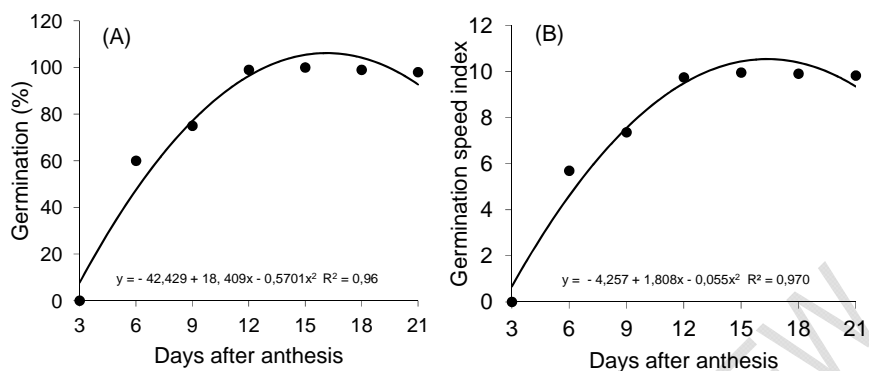 (A)
Germination (%)
120
100
80
60
40
20
0
y = - 42,429 + 18, 409x - 0,5701x² R² = 0,96
3 6 9 12 15 18 21
Days after anthesis
(B)
Germination speed index
12
10
8
6
4
2
0
y = - 4,257 + 1,808x - 0,055x² R² = 0,970
3 6 9 12 15 18 21
Days after anthesis